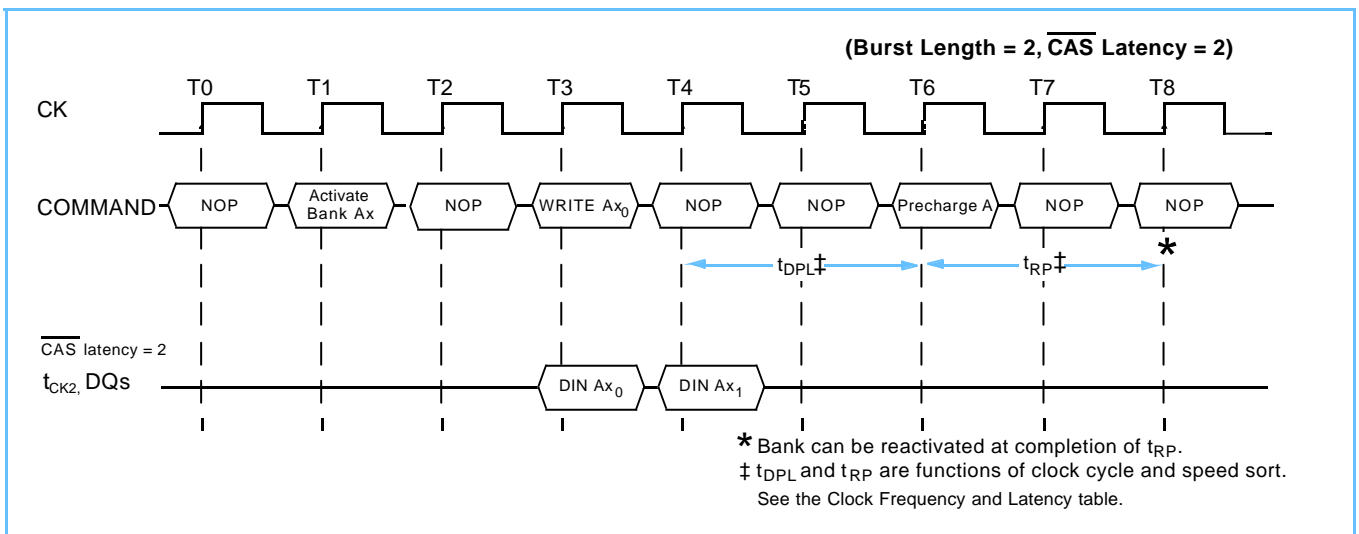 (Burst Length = 2, CAS Latency = 2)
T0 T1 T2 T3 T4 T5 T6 T7 T8
CK
COMMAND NOP Activate Bank Ax NOP WRITE Ax0 NOP NOP Precharge A NOP NOP
tDPL‡ tRP‡ *
CAS latency = 2
tCK2, DQs DIN Ax0 DIN Ax1
* Bank can be reactivated at completion of tRP.
‡ tDPL and tRP are functions of clock cycle and speed sort.
See the Clock Frequency and Latency table.